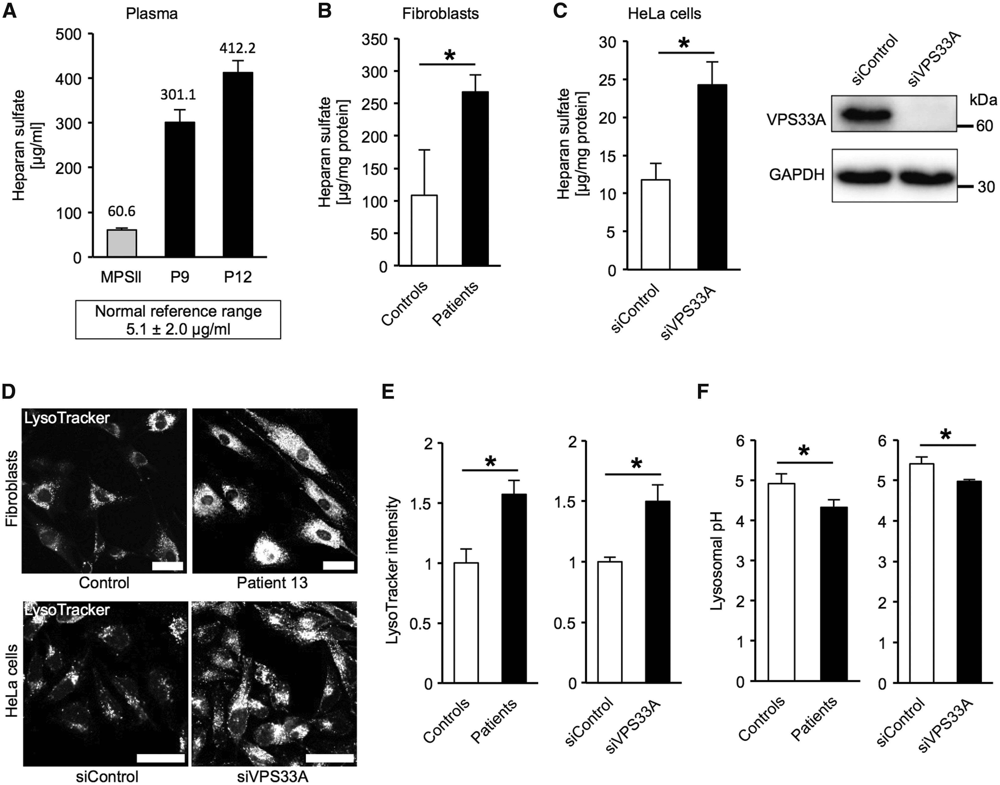 A
Plasma
Heparan sulfate
[µg/ml]
500
400
300
200
100
0
60.6
301.1
412.2
MPSII
P9
P12
Normal reference range
5.1 ± 2.0 µg/ml
B
Fibroblasts
Heparan sulfate
[µg/mg protein]
350
300
250
200
150
100
50
0
*
Controls
Patients
C
HeLa cells
Heparan sulfate
[µg/mg protein]
30
25
20
15
10
5
0
*
siControl
siVPS33A
siControl
siVPS33A
kDa
VPS33A
60
GAPDH
30
D
Fibroblasts
LysoTracker
Control
Patient 13
HeLa cells
LysoTracker
siControl
siVPS33A
E
LysoTracker intensity
2
1.5
1
0.5
0
*
Controls
Patients
2
1.5
1
0.5
0
*
siControl
siVPS33A
F
Lysosomal pH
6
5
4
3
2
1
0
*
Controls
Patients
6
5
4
3
2
1
0
*
siControl
siVPS33A